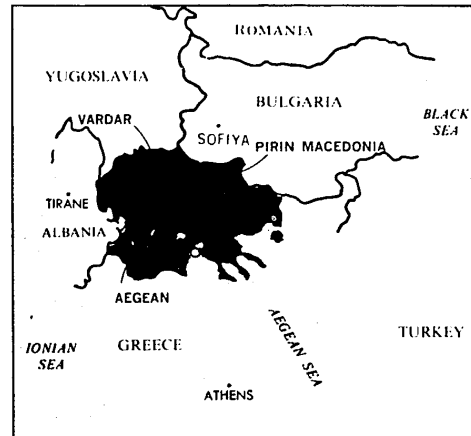 ROMANIA
YUGOSLAVIA
BULGARIA
VARDAR
BLACK
SEA
SOFIYA
PIRIN MACEDONIA
TIRANE
ALBANIA
AEGEAN
IONIAN
SEA
GREECE
AEGEAN SEA
TURKEY
ATHENS